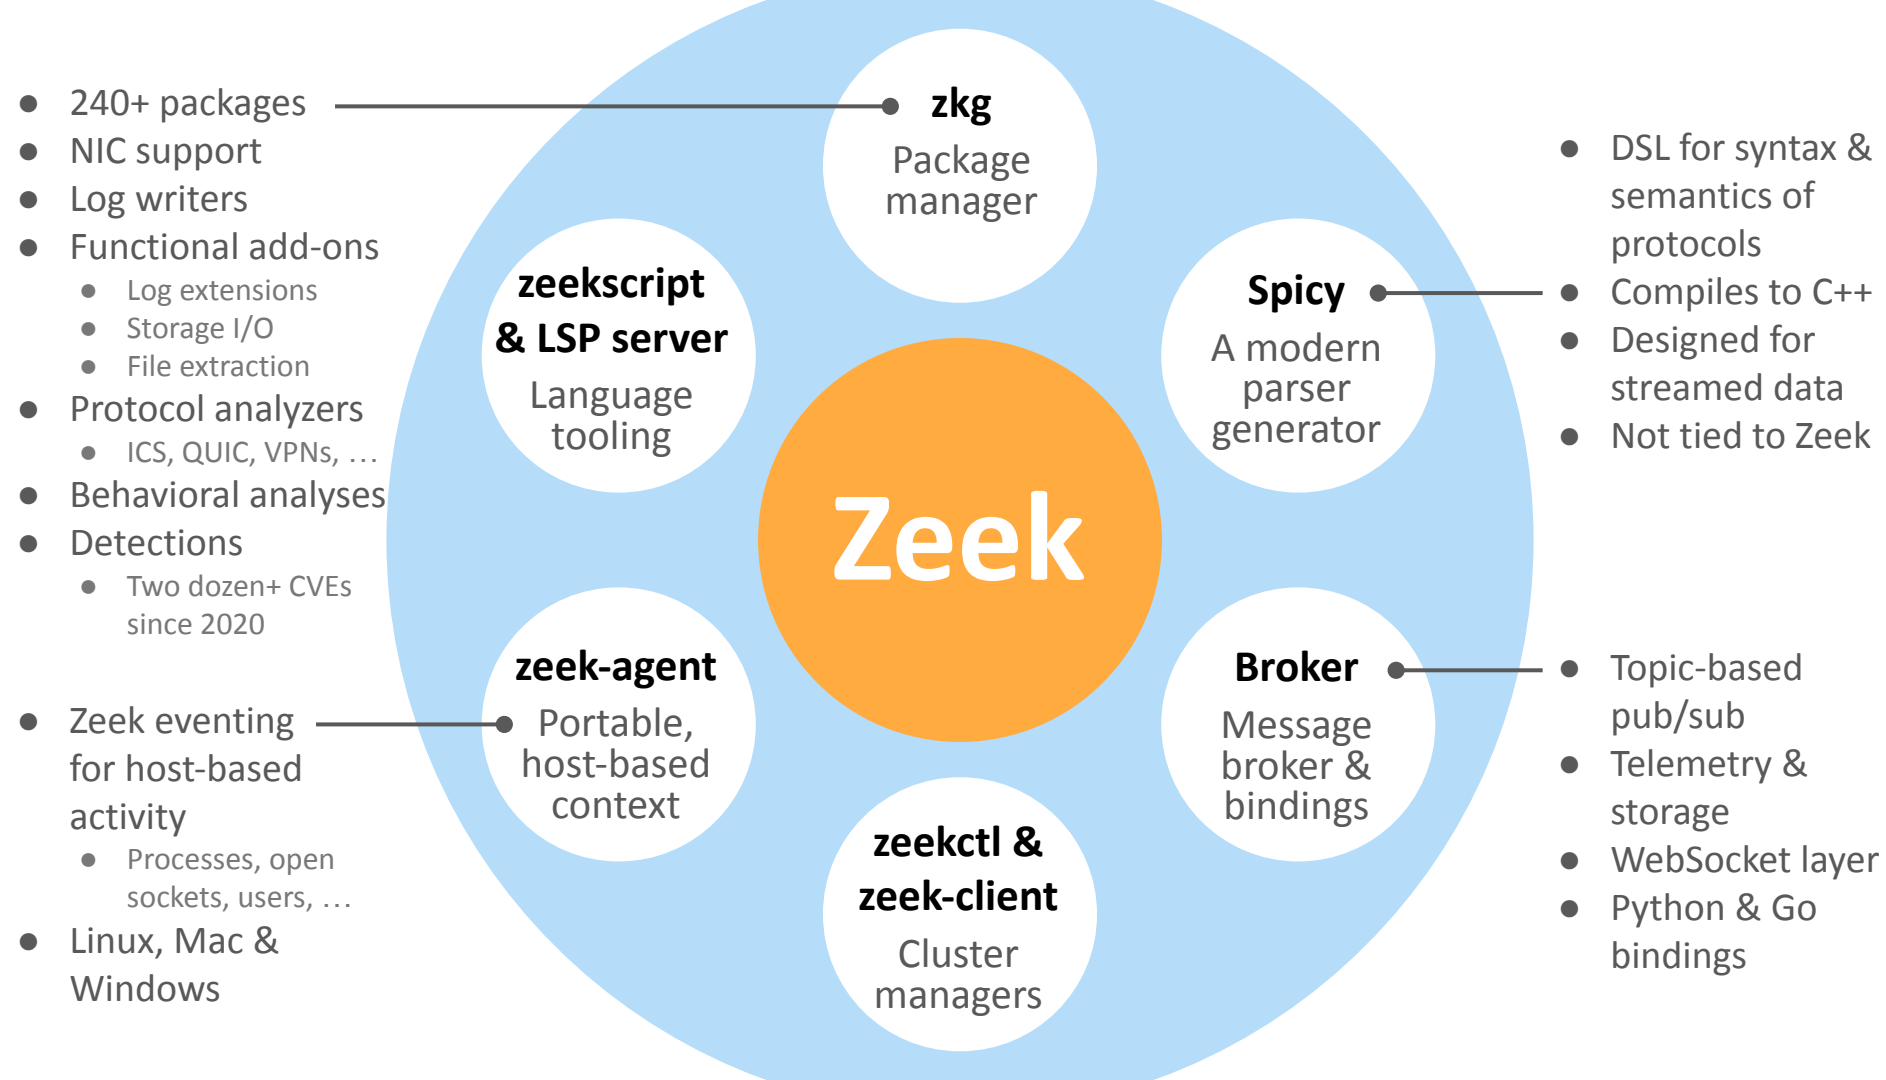 ● 240+ packages
● NIC support
● Log writers
● Functional add-ons
● Log extensions
● Storage I/O
● File extraction
● Protocol analyzers
● ICS, QUIC, VPNs, …
● Behavioral analyses
● Detections
● Two dozen+ CVEs
since 2020
● Zeek eventing
for host-based
activity
● Processes, open
sockets, users, …
● Linux, Mac &
Windows
zkg
Package
manager
zeekscript
& LSP server
Language
tooling
Spicy
A modern
parser
generator
Zeek
zeek-agent
Portable,
host-based
context
Broker
Message
broker &
bindings
zeekctl &
zeek-client
Cluster
managers
● DSL for syntax &
semantics of
protocols
● Compiles to C++
● Designed for
streamed data
● Not tied to Zeek
● Topic-based
pub/sub
● Telemetry &
storage
● WebSocket layer
● Python & Go
bindings